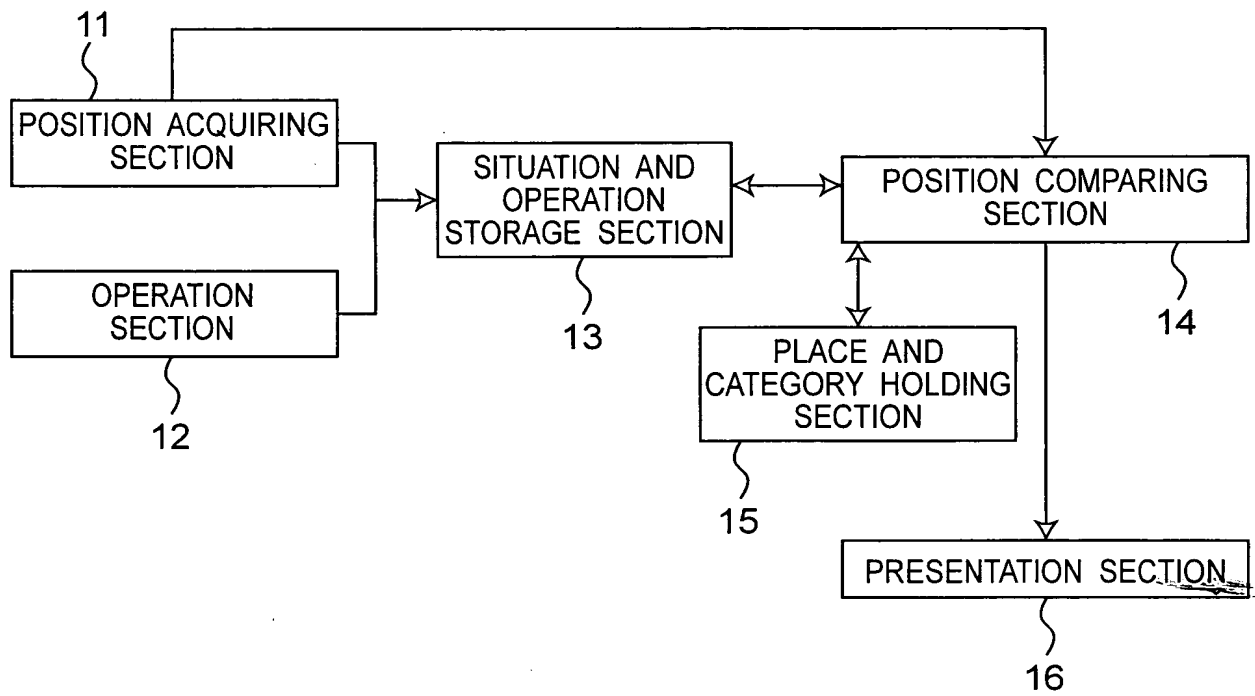 11
POSITION ACQUIRING
SECTION
SITUATION AND
OPERATION
STORAGE SECTION
13
POSITION COMPARING
SECTION
14
OPERATION
SECTION
12
PLACE AND
CATEGORY HOLDING
SECTION
15
PRESENTATION SECTION
16